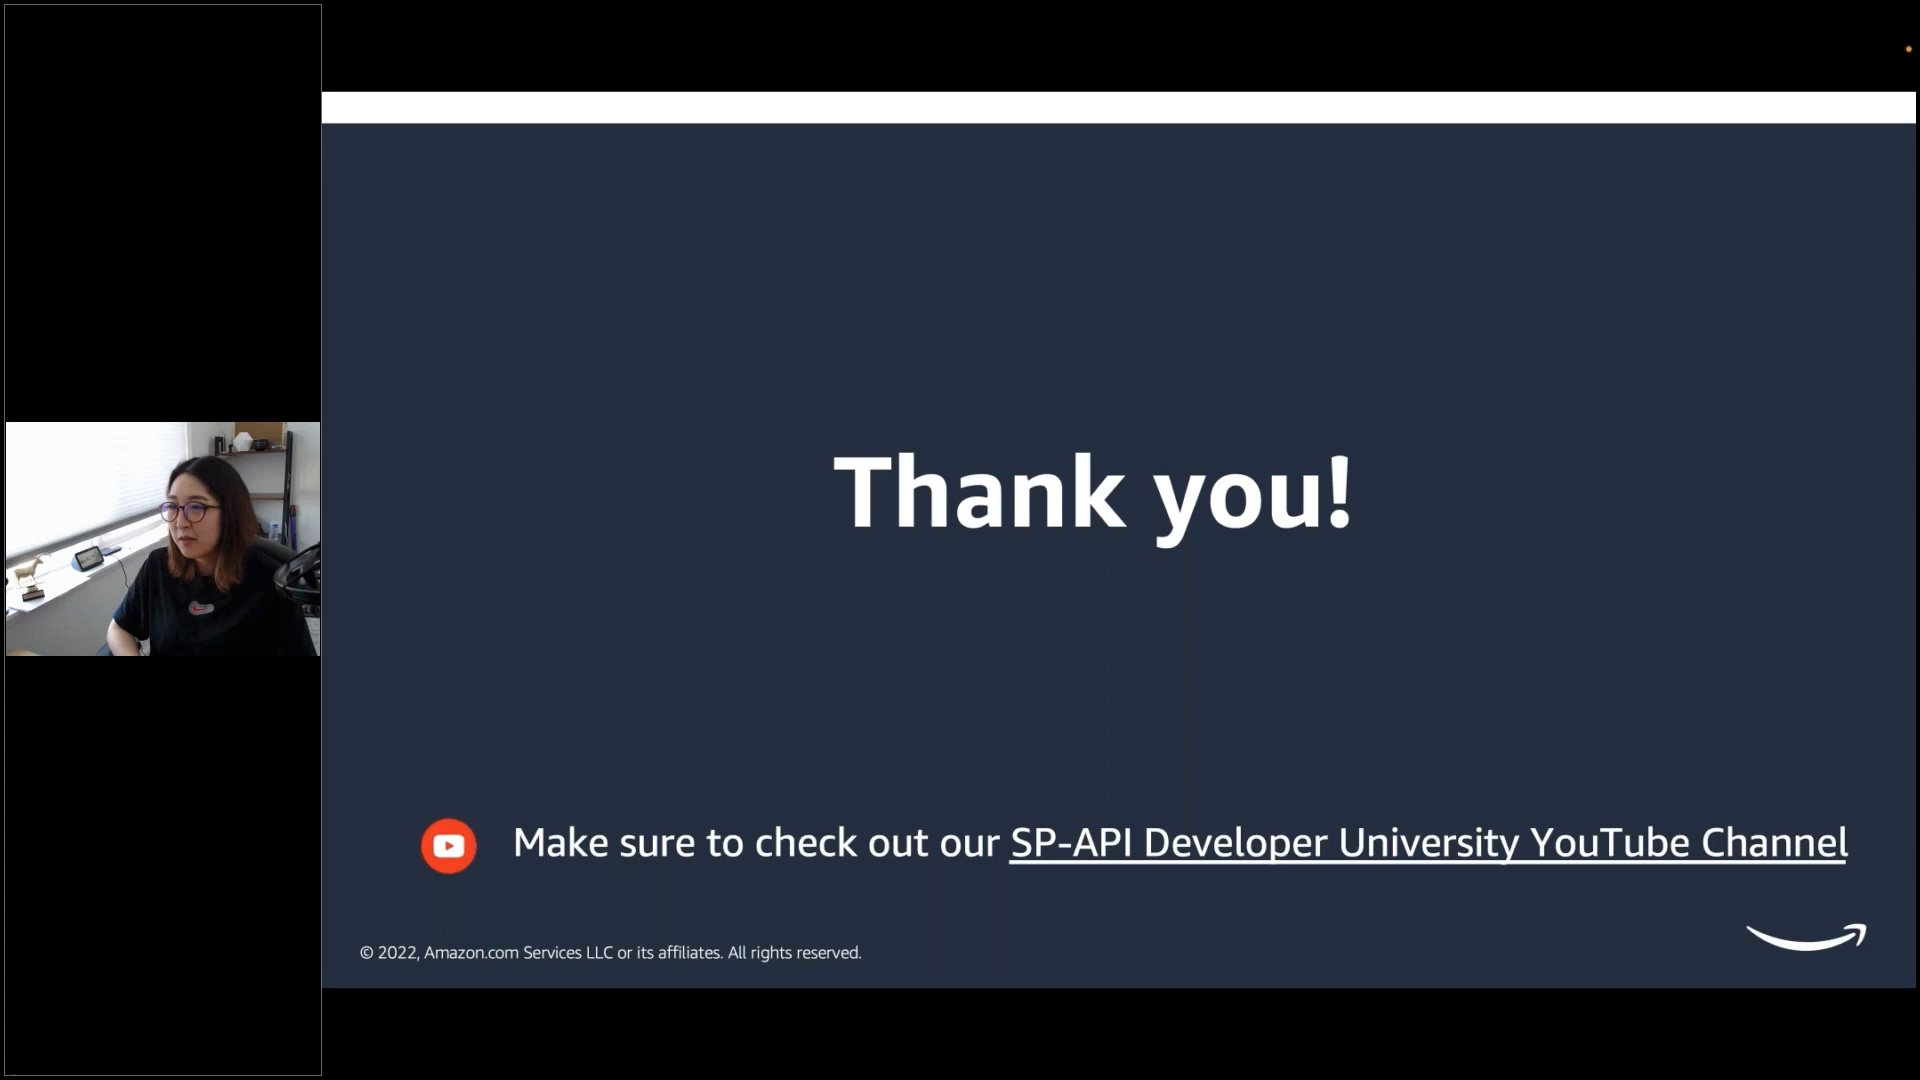 Thank you!
Make sure to check out our SP-API Developer University YouTube Channel
© 2022, Amazon.com Services LLC or its affiliates. All rights reserved.